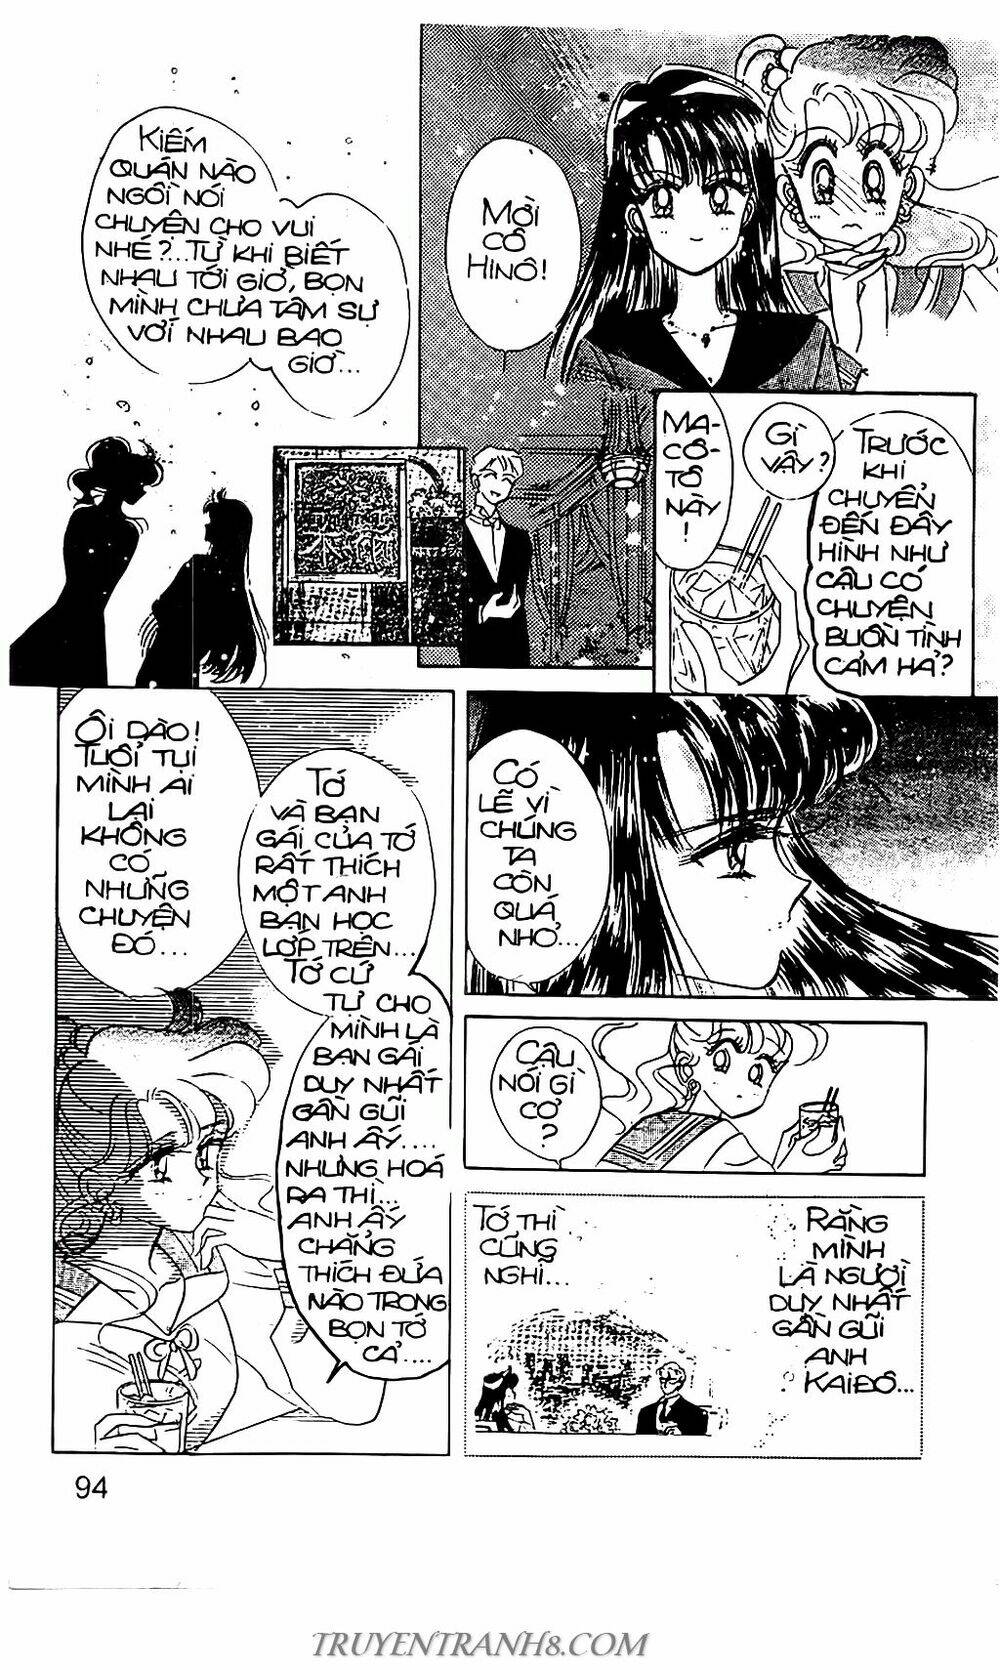 KIẾM
QUÁN NÀO
NGỒI NÓI
CHUYỆN CHO VUI
NHÉ?...TỪ KHI BIẾT
NHAU TỚI GIỜ, BỌN
MÌNH CHƯA TÂM SỰ
VỚI NHAU BAO
GIỜ...
MỜI
CÔ
HINÔ!
MA-
CÔ-
TÔ
NÀY
!
GÌ
VẬY?
TRƯỚC
KHI
CHUYỂN
ĐẾN ĐÂY
HÌNH NHƯ
CẬU CÓ
CHUYỆN
BUỒN TÌNH
CẢM HẢ?
ÔI DÀO!
TUỔI TỤI
MÌNH AI
LẠI
KHÔNG
CÓ
NHƯNG
CHUYỆN
ĐÓ...
TỚ
VÀ BẠN
GÁI CỦA TỚ
RẤT THÍCH
MỘT ANH
BẠN HỌC
LỚP TRÊN...
TỚ CỨ
TỰ CHO
MÌNH LÀ
BẠN GÁI
DUY NHẤT
GẦN GŨI
ANH ẤY....
NHƯNG HOÁ
RA THÌ...
ANH ẤY
CHẲNG
THÍCH ĐỨA
NÀO TRONG
BỌN TỚ
CẢ....
CÓ
LẼ VÌ
CHÚNG
TA
CÒN
QUÁ
NHỎ...
CẬU
NÓI GÌ
CƠ
?
TỚ THÌ
CŨNG
NGHĨ...
RẰNG
MÌNH
LÀ NGƯỜI
DUY NHẤT
GẦN GŨI
ANH
KAIĐÔ...
94
TRUYENTRANH8.COM